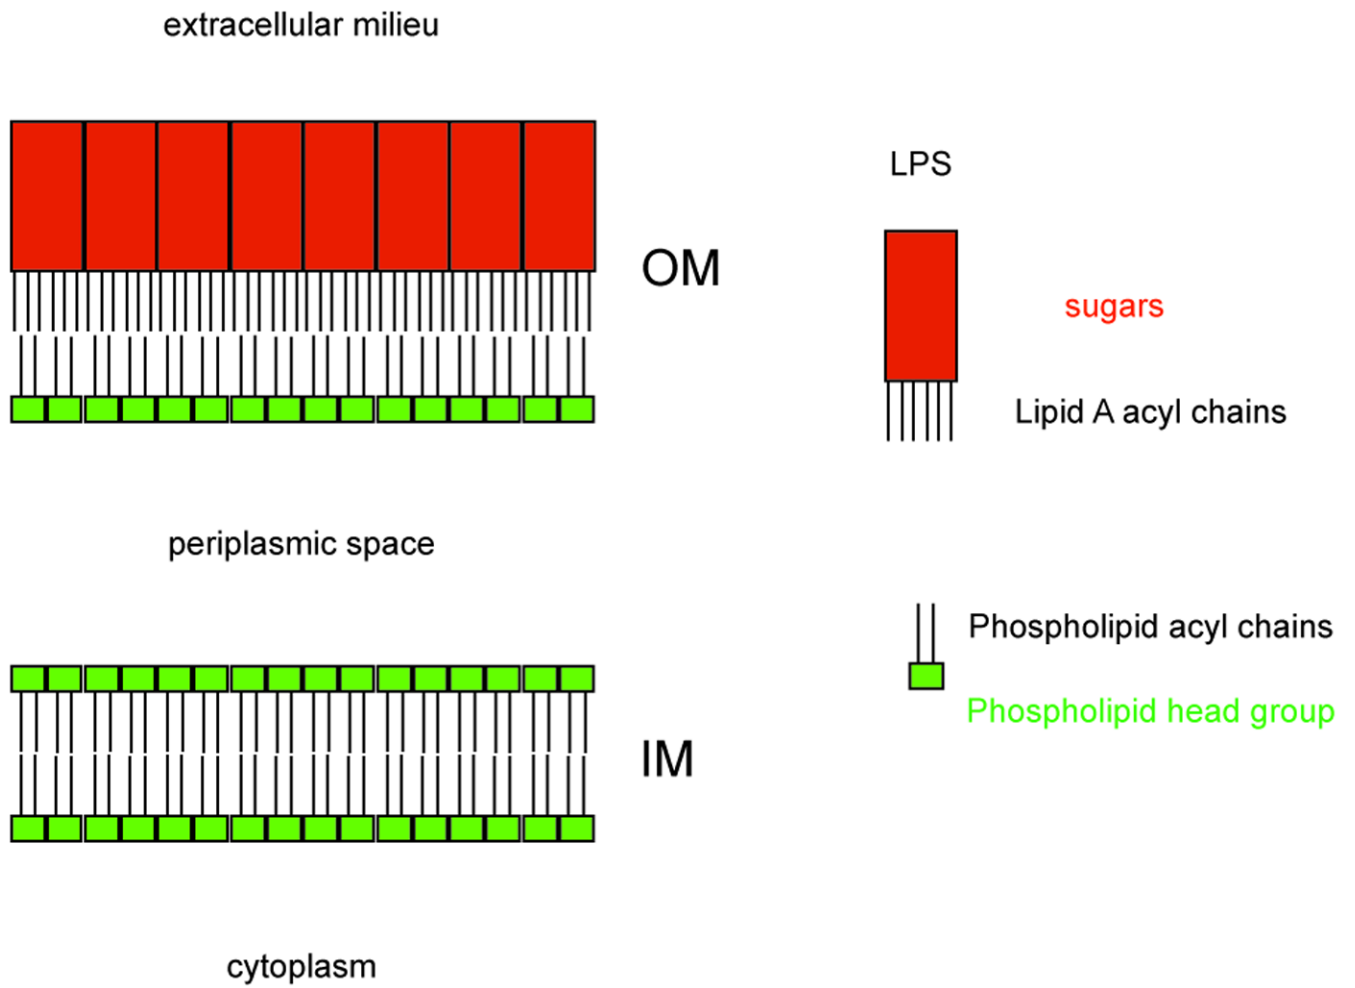 extracellular milieu
LPS
OM
sugars
Lipid A acyl chains
periplasmic space
Phospholipid acyl chains
Phospholipid head group
IM
cytoplasm